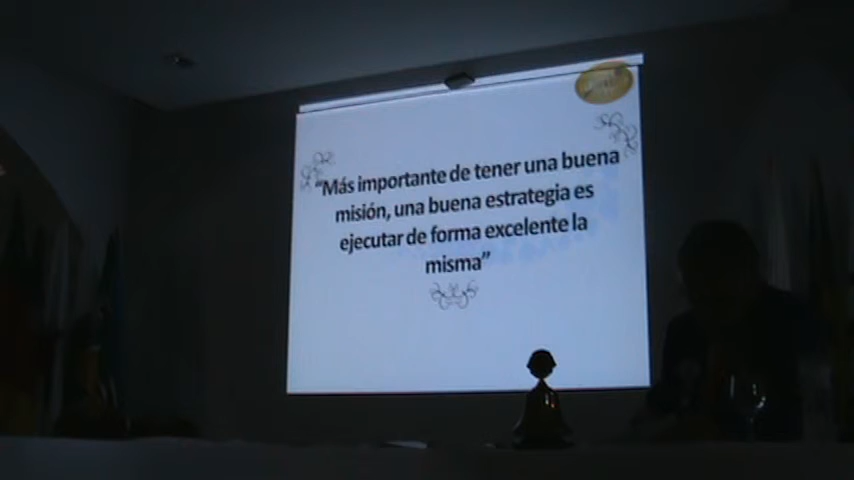 “Más importante de tener una buena
misión, una buena estrategia es
ejecutar de forma excelente la
misma”